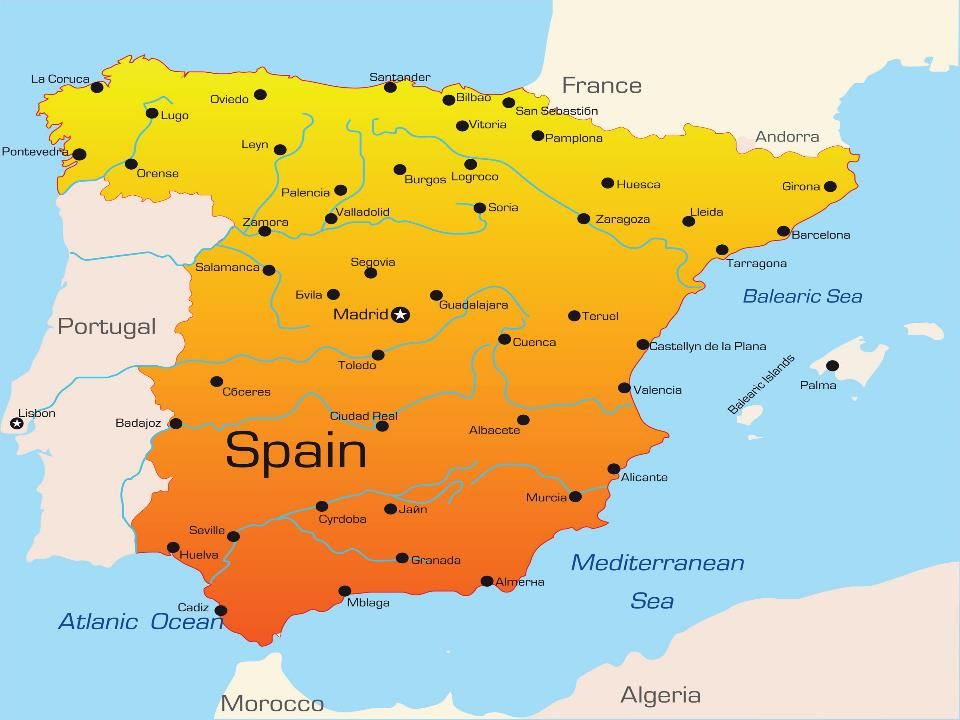 La Coruca
Santander
France
Oviedo
Bilbao
San Sebastiбn
Lugo
Vitoria
Pamplona
Andorra
Pontevedra
Leyn
Orense
Burgos
Logroco
Huesca
Girona
Palencia
Valladolid
Soria
Zaragoza
Lleida
Zamora
Barcelona
Tarragona
Salamanca
Segovia
Бvila
Guadalajara
Balearic Sea
Madrid
Teruel
Portugal
Cuenca
Castellyn de la Plana
Toledo
Balearic Islands
Palma
Cбceres
Valencia
Lisbon
Badajoz
Ciudad Real
Albacete
Spain
Alicante
Murcia
Cyrdoba
Jaйn
Seville
Huelva
Granada
Mediterranean
Sea
Almerнa
Mбlaga
Cadiz
Atlanic Ocean
Morocco
Algeria